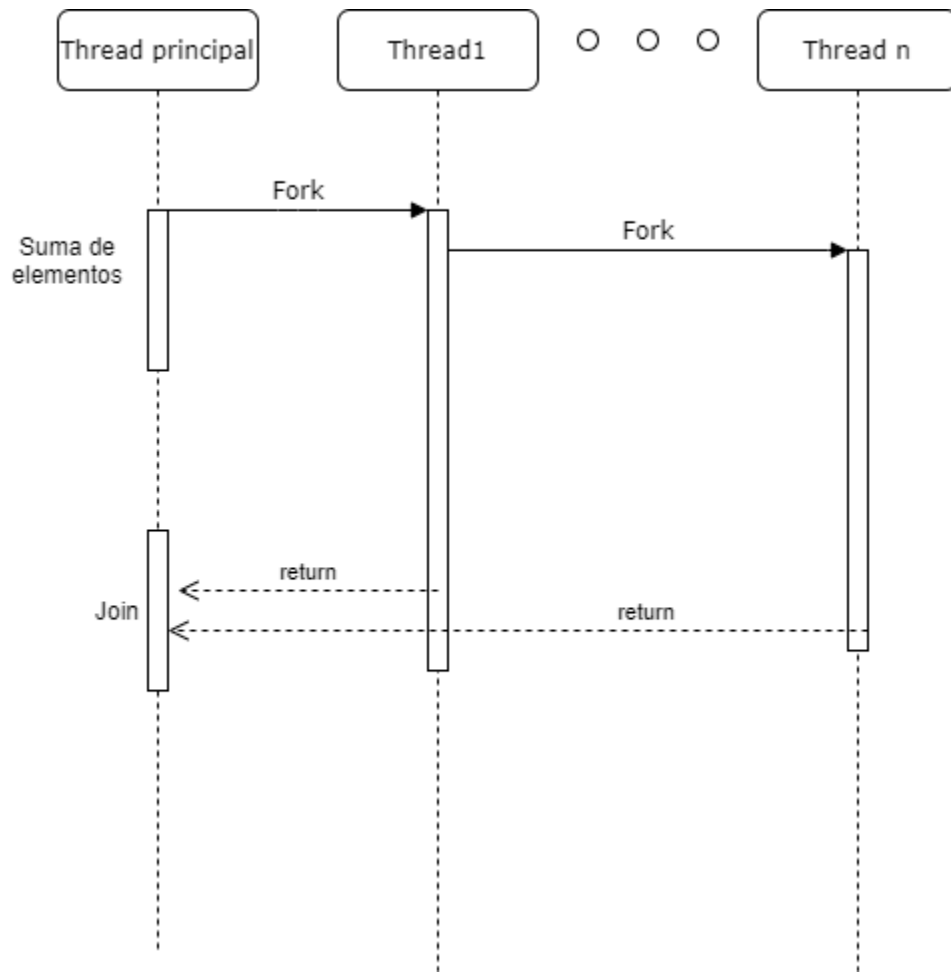 Thread principal
Thread1
Thread n
Fork
Fork
Suma de
elementos
return
Join
return